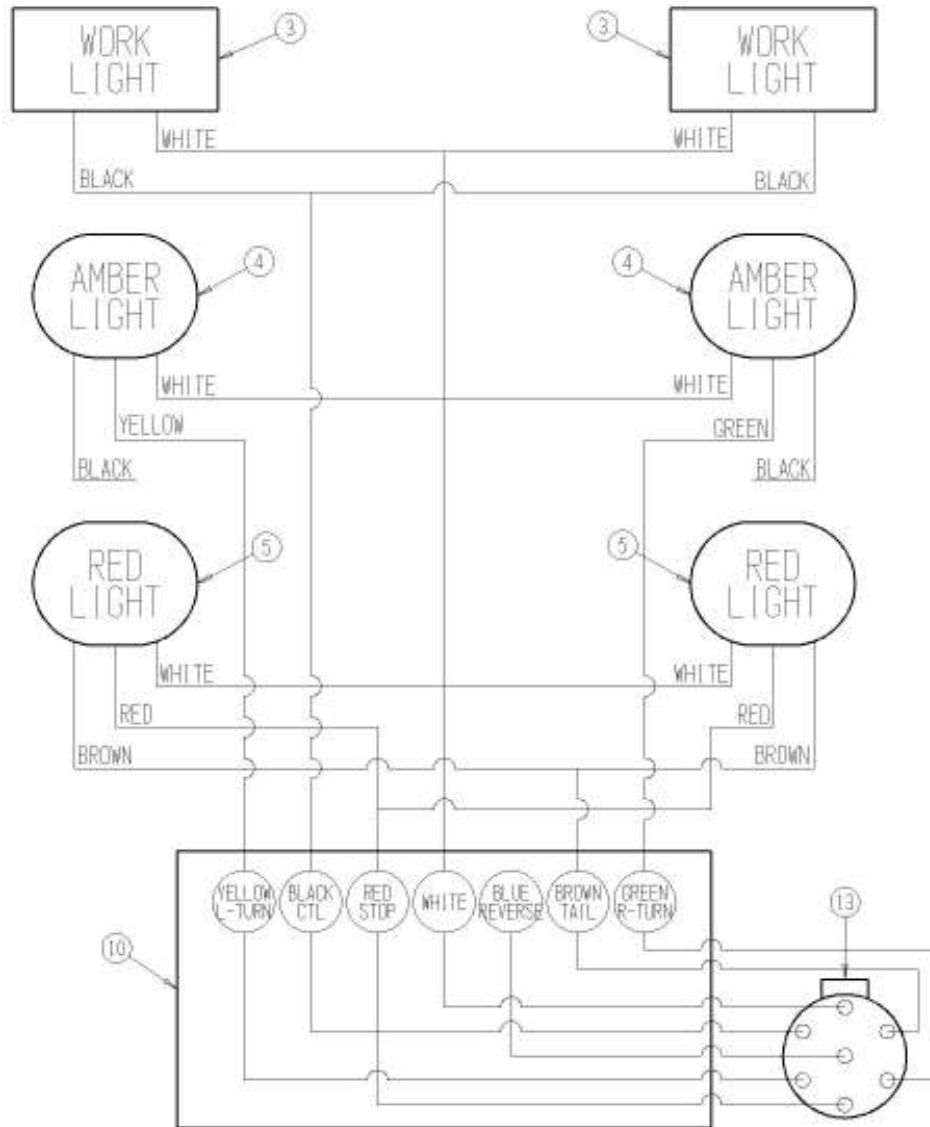 WORK
LIGHT
3
3
WORK
LIGHT
WHITE
WHITE
BLACK
BLACK
AMBER
LIGHT
4
4
AMBER
LIGHT
WHITE
WHITE
YELLOW
GREEN
BLACK
BLACK
RED
LIGHT
5
5
RED
LIGHT
WHITE
WHITE
RED
RED
BROWN
BROWN
YELLOW
L-TURN
BLACK
CTL
RED
STOP
WHITE
BLUE
REVERSE
BROWN
TAIL
GREEN
R-TURN
10
13